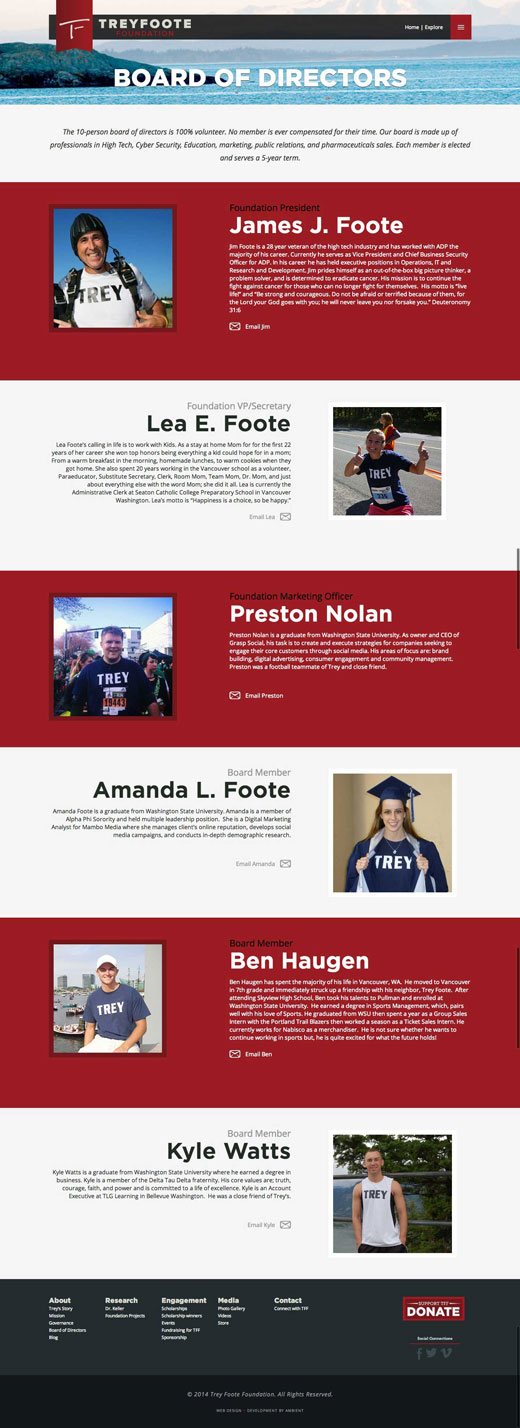 TREYFOOTE
FOUNDATION
Home | Explore
BOARD OF DIRECTORS
The 10-person board of directors is 100% volunteer. No member is ever compensated for their time. Our board is made up of
professionals in High Tech, Cyber Security, Education, marketing, public relations, and pharmaceuticals sales. Each member is elected
and serves a 5-year term.
Foundation President
James J. Foote
Jim Foote is a 28 year veteran of the high tech industry and has worked with ADP the
majority of his career. Currently he serves as Vice President and Chief Business Security
Officer for ADP. In his career he has held executive positions in Operations, IT and
Research and Development. Jim prides himself as an out-of-the-box big picture thinker, a
problem solver, and is determined to eradicate cancer. His mission is to continue the
fight against cancer for those who can no longer fight for themselves.  His motto is "live
life!" and "Be strong and courageous. Do not be afraid or terrified because of them, for
the Lord your God goes with you; he will never leave you nor forsake you." Deuteronomy
31:6
Email Jim
TREY
Foundation VP/Secretary
Lea E. Foote
Lea Foote's calling in life is to work with Kids. As a stay at home Mom for for the first 22
years of her career she won top honors being everything a kid could hope for in a mom;
From a warm breakfast in the morning, homemade lunches, to warm cookies when they
got home. She also spent 20 years working in the Vancouver school as a volunteer,
Paraeducator, Substitute Secretary, Clerk, Room Mom, Team Mom, Dr. Mom, and just
about everything else with the word Mom; she did it all. Lea is currently the
Administrative Clerk at Seaton Catholic College Preparatory School in Vancouver
Washington. Lea's motto is "Happiness is a choice, so be happy."
Email Lea
TREY
Foundation Marketing Officer
Preston Nolan
Preston Nolan is a graduate from Washington State University. As owner and CEO of
Grasp Social, his task is to create and execute strategies for companies seeking to
engage their core customers through social media. His areas of focus are: brand
building, digital advertising, consumer engagement and community management.
Preston was a football teammate of Trey and close friend.
Email Preston
TREY
19443
Board Member
Amanda L. Foote
Amanda Foote is a graduate from Washington State University. Amanda is a member of
Alpha Phi Sorority and held multiple leadership position.  She is a Digital Marketing
Analyst for Mambo Media where she manages client's online reputation, develops social
media campaigns, and conducts in-depth demographic research.
Email Amanda
TREY
Board Member
Ben Haugen
Ben Haugen has spent the majority of his life in Vancouver, WA.  He moved to Vancouver
in 7th grade and immediately struck up a friendship with his neighbor, Trey Foote.  After
attending Skyview High School, Ben took his talents to Pullman and enrolled at
Washington State University.  He earned a degree in Sports Management, which, pairs
well with his love of Sports. He graduated from WSU then spent a year as a Group Sales
Intern with the Portland Trail Blazers then worked a season as a Ticket Sales Intern. He
currently works for Nabisco as a merchandiser.  He is not sure whether he wants to
continue working in sports but, he is quite excited for what the future holds!
Email Ben
TREY
Board Member
Kyle Watts
Kyle Watts is a graduate from Washington State University where he earned a degree in
business. Kyle is a member of the Delta Tau Delta fraternity. His core values are; truth,
courage, faith, and power and is committed to a life of excellence. Kyle is an Account
Executive at TLG Learning in Bellevue Washington.  He was a close friend of Trey's.
Email Kyle
TREY
About
Trey's Story
Mission
Governance
Board of Directors
Blog
Research
Dr. Keller
Foundation Projects
Engagement
Scholarships
Scholarship winners
Events
Fundraising for TFF
Sponsorship
Media
Photo Gallery
Videos
Store
Contact
Connect with TFF
SUPPORT TFF
DONATE
Social Connections
© 2014 Trey Foote Foundation. All Rights Reserved.
WEB DESIGN + DEVELOPMENT BY AMBIENT